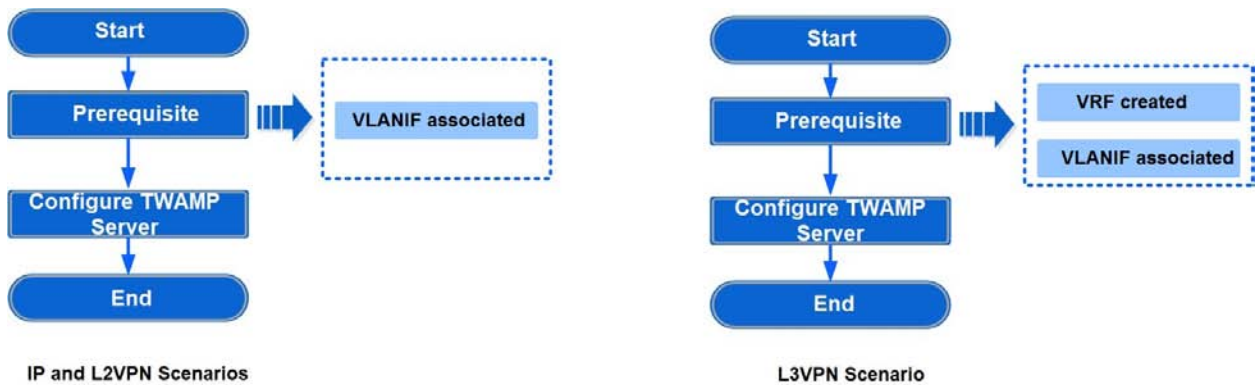 Start
Prerequisite
VLANIF associated
Configure TWAMP
Server
End
IP and L2VPN Scenarios
Start
Prerequisite
VRF created
VLANIF associated
Configure TWAMP
Server
End
L3VPN Scenario